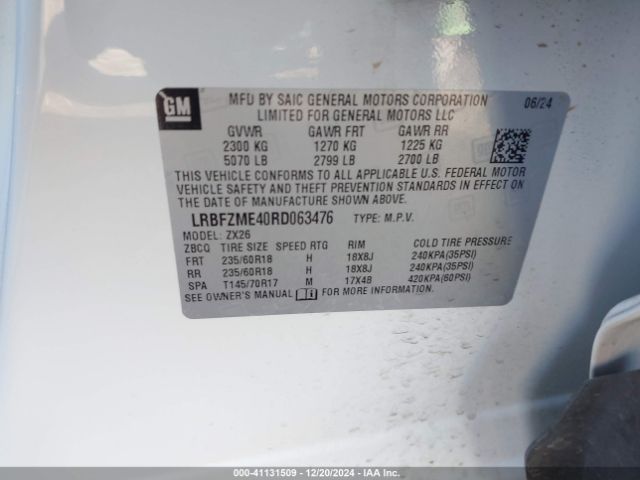 GM
MFD BY SAIC GENERAL MOTORS CORPORATION 06/24
LIMITED FOR GENERAL MOTORS LLC
GVWR GAWR FRT GAWR RR
2300 KG 1270 KG 1225 KG
5070 LB 2799 LB 2700 LB
THIS VEHICLE CONFORMS TO ALL APPLICABLE U.S. FEDERAL MOTOR
VEHICLE SAFETY AND THEFT PREVENTION STANDARDS IN EFFECT ON
THE DATE OF MANUFACTURE SHOWN ABOVE.
LRBFZME40RD063476 TYPE: M.P.V.
MODEL: ZX26
ZBCQ TIRE SIZE SPEED RTG RIM COLD TIRE PRESSURE
FRT 235/60R18 H 18X8J 240KPA(35PSI)
RR 235/60R18 H 18X8J 240KPA(35PSI)
SPA T145/70R17 M 17X4B 420KPA(60PSI)
SEE OWNER'S MANUAL FOR MORE INFORMATION.
000-41131509 - 12/20/2024 - IAA Inc.